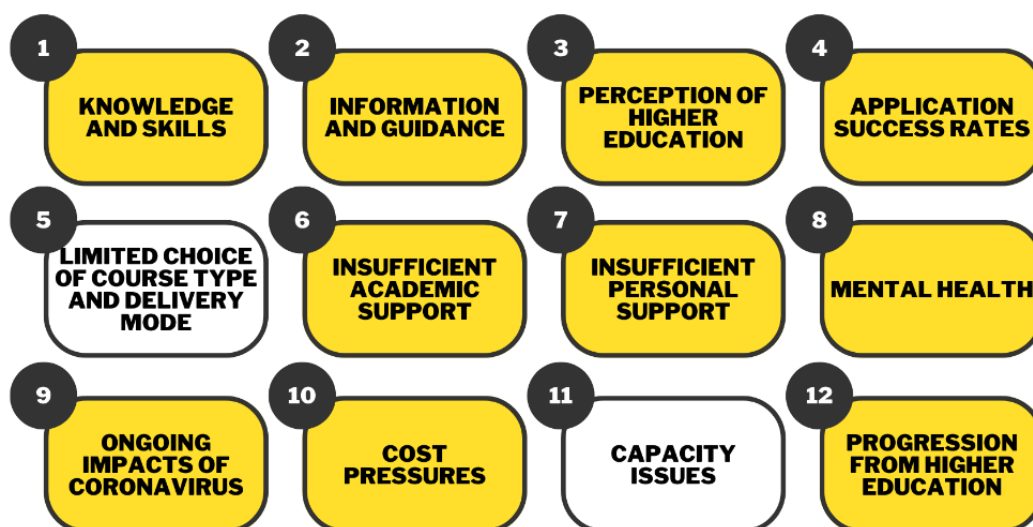 1
KNOWLEDGE
AND SKILLS
2
INFORMATION
AND GUIDANCE
3
PERCEPTION OF
HIGHER
EDUCATION
4
APPLICATION
SUCCESS RATES
5
LIMITED CHOICE
OF COURSE TYPE
AND DELIVERY
MODE
6
INSUFFICIENT
ACADEMIC
SUPPORT
7
INSUFFICIENT
PERSONAL
SUPPORT
8
MENTAL HEALTH
9
ONGOING
IMPACTS OF
CORONAVIRUS
10
COST
PRESSURES
11
CAPACITY
ISSUES
12
PROGRESSION
FROM HIGHER
EDUCATION